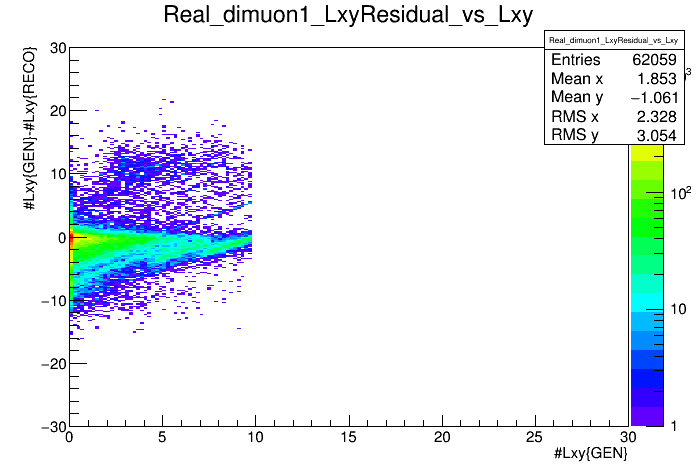 Real_dimuon1_LxyResidual_vs_Lxy
Real_dimuon1_LxyResidual_vs_Lxy
Entries 62059
Mean x 1.853
Mean y −1.061
RMS x 2.328
RMS y 3.054
#Lxy{GEN}-#Lxy{RECO}
30
20
10
0
−10
−20
−30
0 5 10 15 20 25 30
#Lxy{GEN}
3
10²
10
1